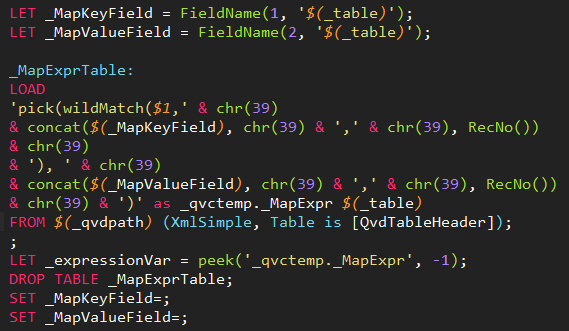 LET _MapKeyField = FieldName(1, '$(_table)');
LET _MapValueField = FieldName(2, '$(_table)');
_MapExprTable:
LOAD
'pick(wildMatch($1,' & chr(39)
& concat($(_MapKeyField), chr(39) & ',' & chr(39), RecNo())
& chr(39)
& '), ' & chr(39)
& concat($(_MapValueField), chr(39) & ',' & chr(39), RecNo())
& chr(39) & ')' as _qvctemp._MapExpr $(_table)
FROM $(_qvdpath) (XmlSimple, Table is [QvdTableHeader]);
;
LET _expressionVar = peek('_qvctemp._MapExpr', -1);
DROP TABLE _MapExprTable;
SET _MapKeyField=;
SET _MapValueField=;